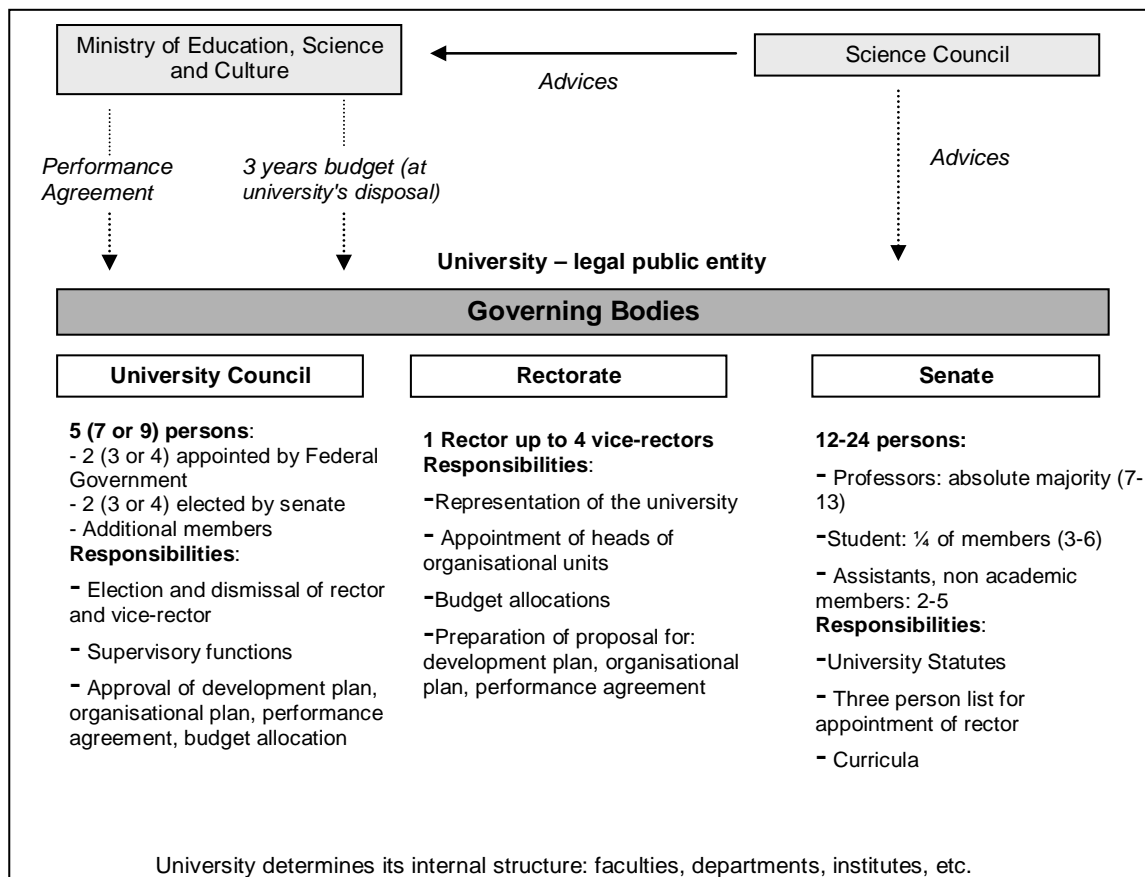 Ministry of Education, Science
and Culture
Science Council
Advices
Performance
Agreement
3 years budget (at
university's disposal)
Advices
University – legal public entity
Governing Bodies
University Council
5 (7 or 9) persons:
- 2 (3 or 4) appointed by Federal
Government
- 2 (3 or 4) elected by senate
- Additional members
Responsibilities:
- Election and dismissal of rector
and vice-rector
- Supervisory functions
- Approval of development plan,
organisational plan, performance
agreement, budget allocation
Rectorate
1 Rector up to 4 vice-rectors
Responsibilities:
-Representation of the university
- Appointment of heads of
organisational units
-Budget allocations
-Preparation of proposal for:
development plan, organisational
plan, performance agreement
Senate
12-24 persons:
- Professors: absolute majority (7-
13)
-Student: ¼ of members (3-6)
- Assistants, non academic
members: 2-5
Responsibilities:
-University Statutes
- Three person list for
appointment of rector
- Curricula
University determines its internal structure: faculties, departments, institutes, etc.